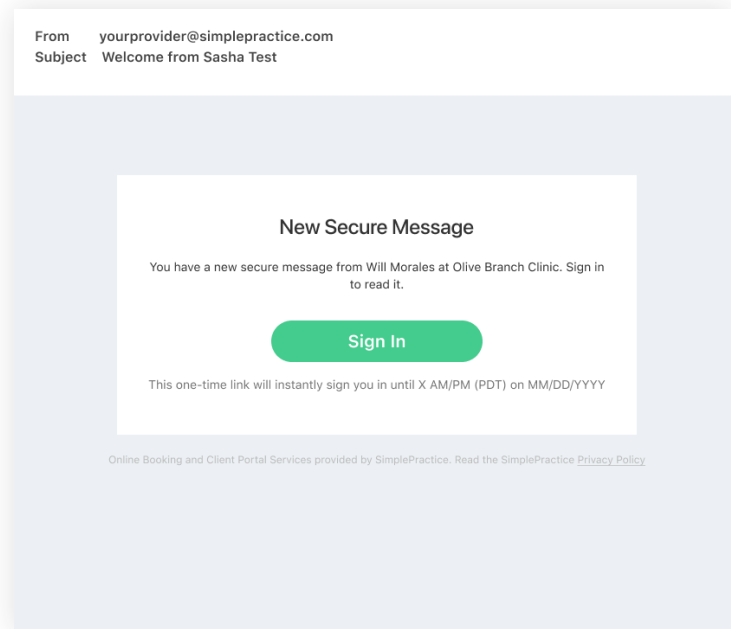 From yourprovider@simplepractice.com
Subject Welcome from Sasha Test
New Secure Message
You have a new secure message from Will Morales at Olive Branch Clinic. Sign in
to read it.
Sign In
This one-time link will instantly sign you in until X AM/PM (PDT) on MM/DD/YYYY
Online Booking and Client Portal Services provided by SimplePractice. Read the SimplePractice Privacy Policy